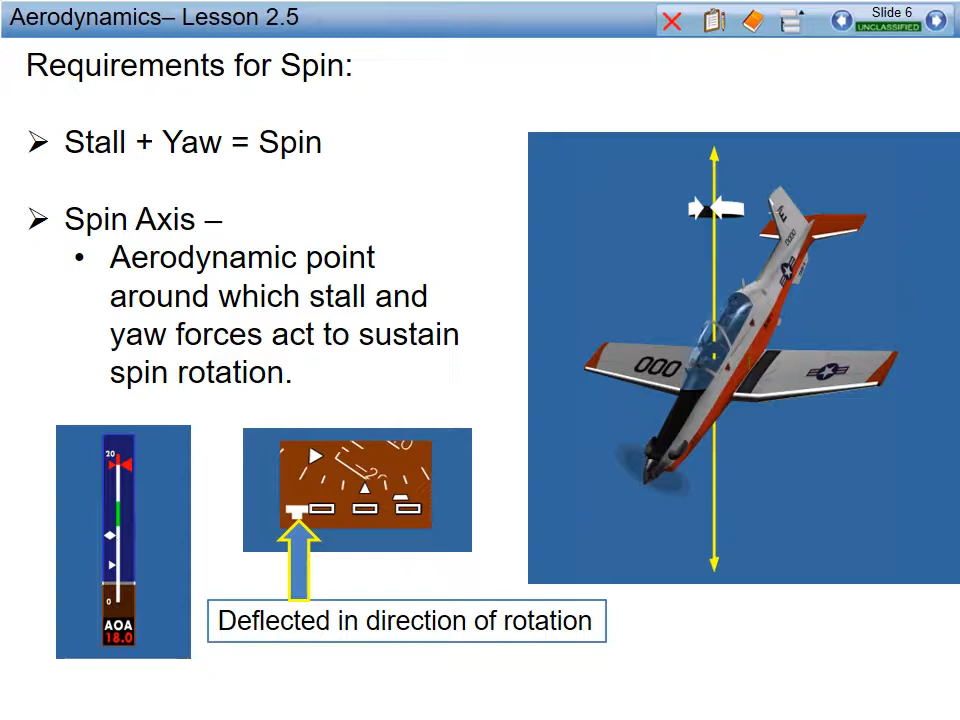 Aerodynamics– Lesson 2.5
Slide 6
UNCLASSIFIED
Requirements for Spin:
➢ Stall + Yaw = Spin
➢ Spin Axis –
• Aerodynamic point
around which stall and
yaw forces act to sustain
spin rotation.
E
0000
000
20
0
AOA
18.0
20
Deflected in direction of rotation